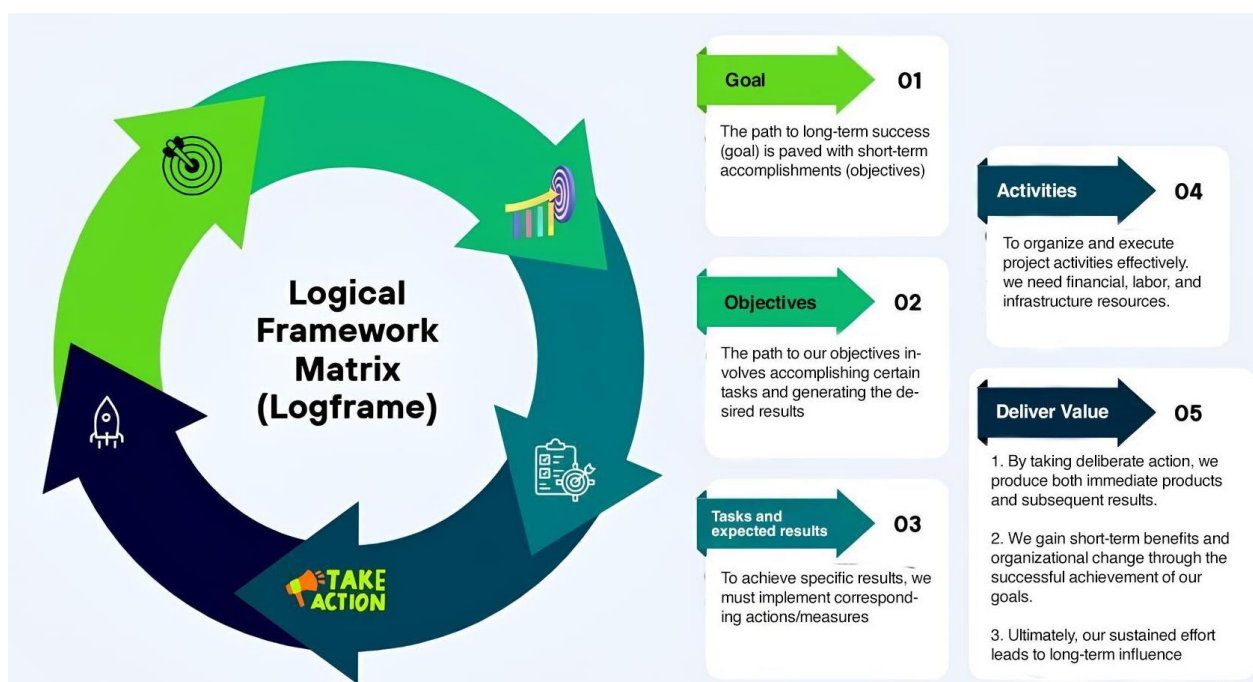 Logical
Framework
Matrix
(Logframe)
TAKE
ACTION
Goal
01
The path to long-term success
(goal) is paved with short-term
accomplishments (objectives)
Objectives
02
The path to our objectives in-
volves accomplishing certain
tasks and generating the de-
sired results
Tasks and
expected results
03
To achieve specific results, we
must implement correspond-
ing actions/measures
Activities
04
To organize and execute
project activities effectively.
we need financial, labor, and
infrastructure resources.
Deliver Value
05
1. By taking deliberate action, we
produce both immediate products
and subsequent results.
2. We gain short-term benefits and
organizational change through the
successful achievement of our
goals.
3. Ultimately, our sustained effort
leads to long-term influence